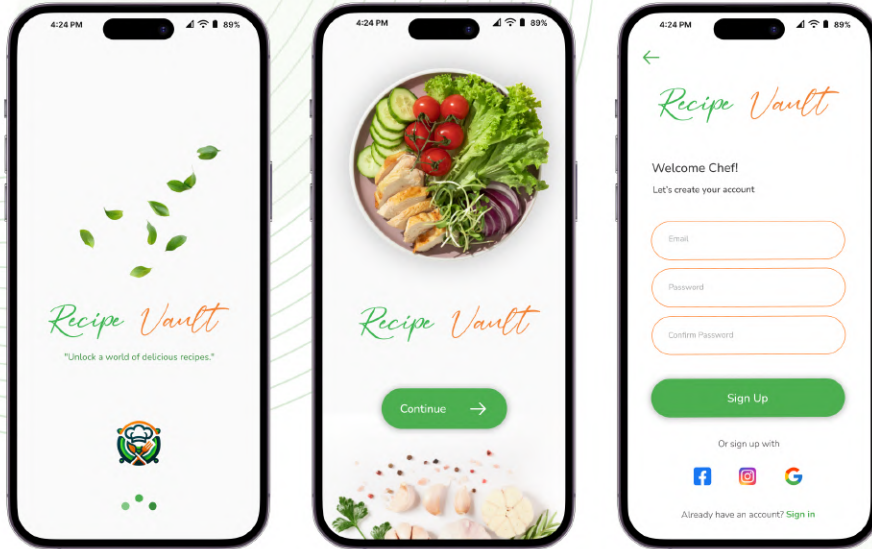 4:24 PM 89%
Recipe Vault
"Unlock a world of delicious recipes."
4:24 PM 89%
Recipe Vault
Continue
4:24 PM 89%
Recipe Vault
Welcome Chef!
Let's create your account
Email
Password
Confirm Password
Sign Up
Or sign up with
Already have an account? Sign in